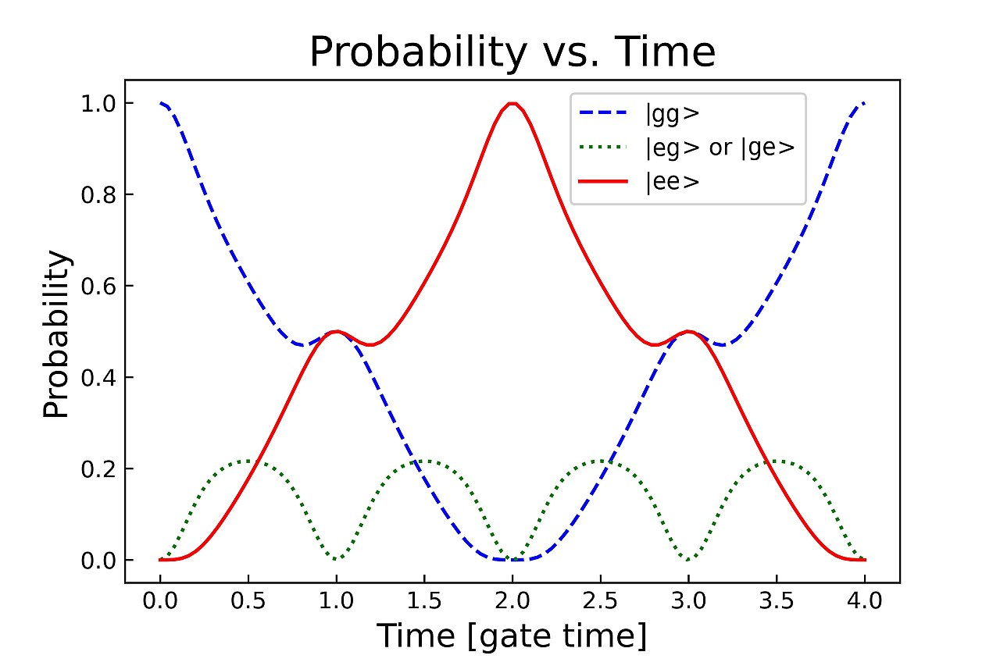 Probability vs. Time
|gg>
|eg> or |ge>
|ee>
Probability
1.0
0.8
0.6
0.4
0.2
0.0
0.0 0.5 1.0 1.5 2.0 2.5 3.0 3.5 4.0
Time [gate time]